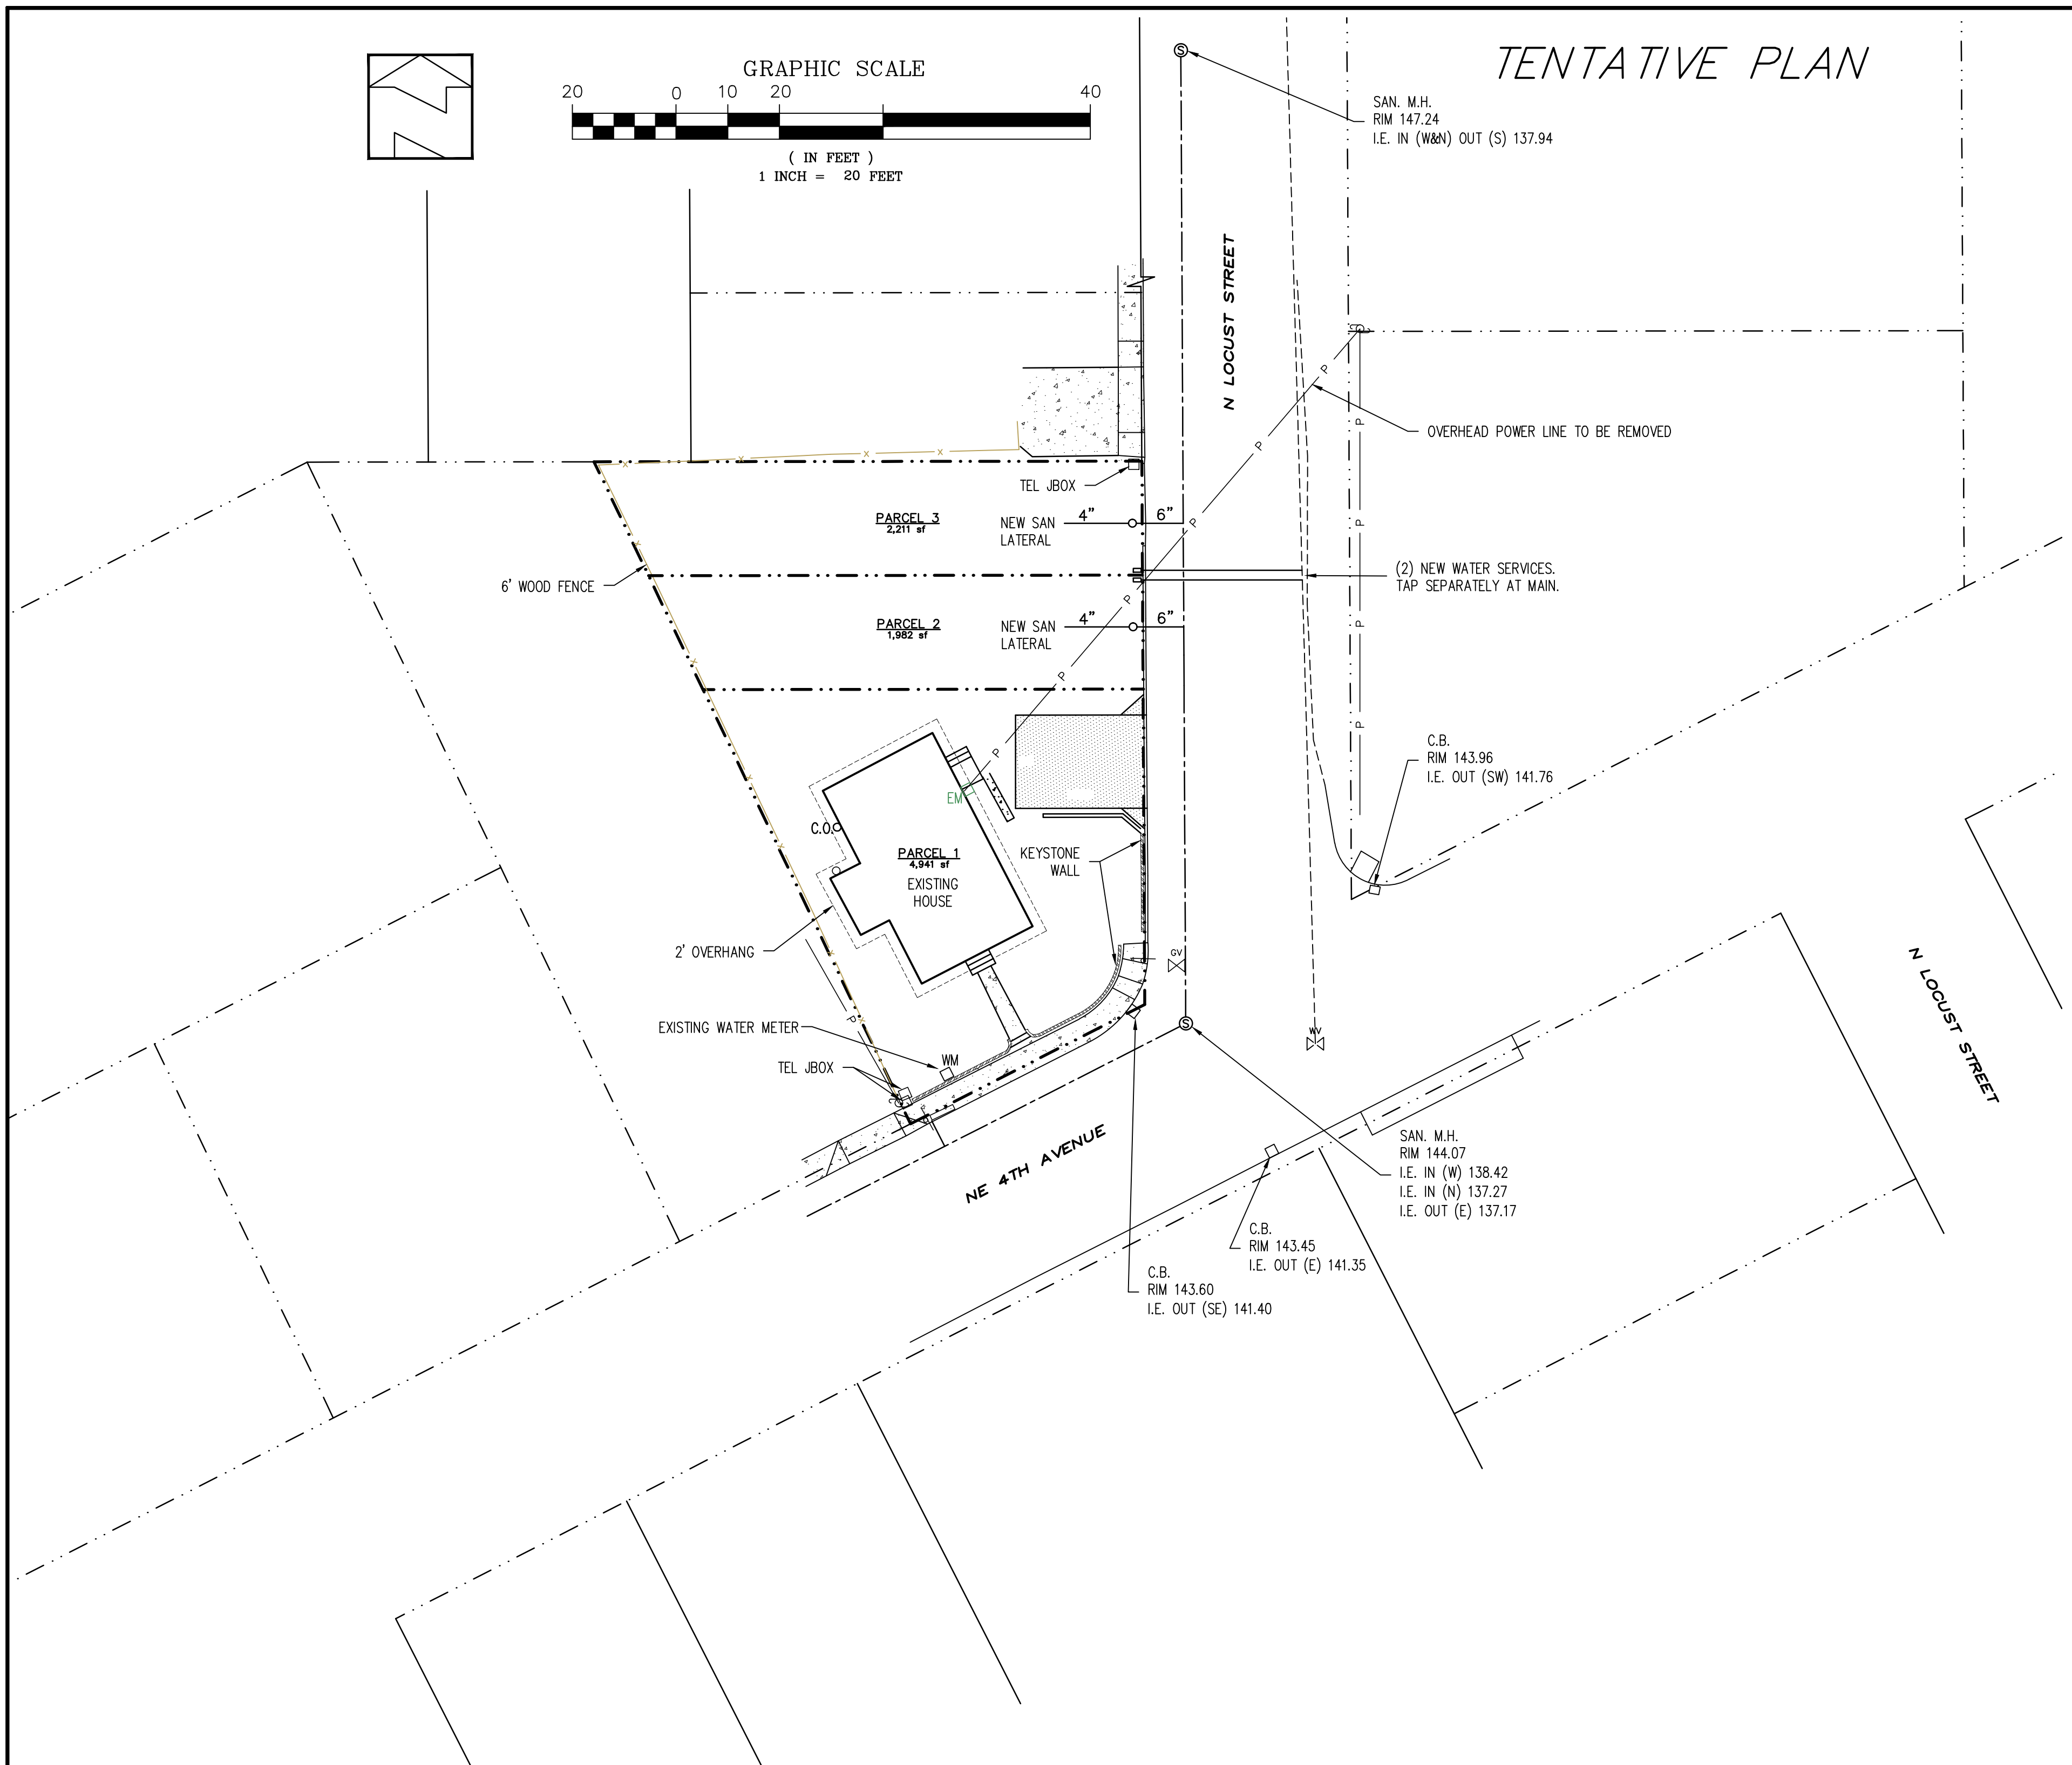 TENTATIVE PLAN
GRAPHIC SCALE
20 0 10 20 40
( IN FEET )
1 INCH = 20 FEET
S
SAN. M.H.
RIM 147.24
I.E. IN (W&N) OUT (S) 137.94
N LOCUST STREET
P
P
OVERHEAD POWER LINE TO BE REMOVED
P
P
x x x x
TEL JBOX
PARCEL 3
2,211 sf
NEW SAN
LATERAL
4" 6"
P
P
x
6' WOOD FENCE
(2) NEW WATER SERVICES.
TAP SEPARATELY AT MAIN.
P
PARCEL 2
1,982 sf
NEW SAN
LATERAL
4" 6"
P
x
P
P
P
x
EM
C.B.
RIM 143.96
I.E. OUT (SW) 141.76
C.O.
x
PARCEL 1
4,941 sf
EXISTING
HOUSE
KEYSTONE
WALL
2' OVERHANG
x
GV
N LOCUST STREET
P
x
EXISTING WATER METER
S
WV
WM
TEL JBOX
NE 4TH AVENUE
SAN. M.H.
RIM 144.07
I.E. IN (W) 138.42
I.E. IN (N) 137.27
I.E. OUT (E) 137.17
C.B.
RIM 143.45
I.E. OUT (E) 141.35
C.B.
RIM 143.60
I.E. OUT (SE) 141.40